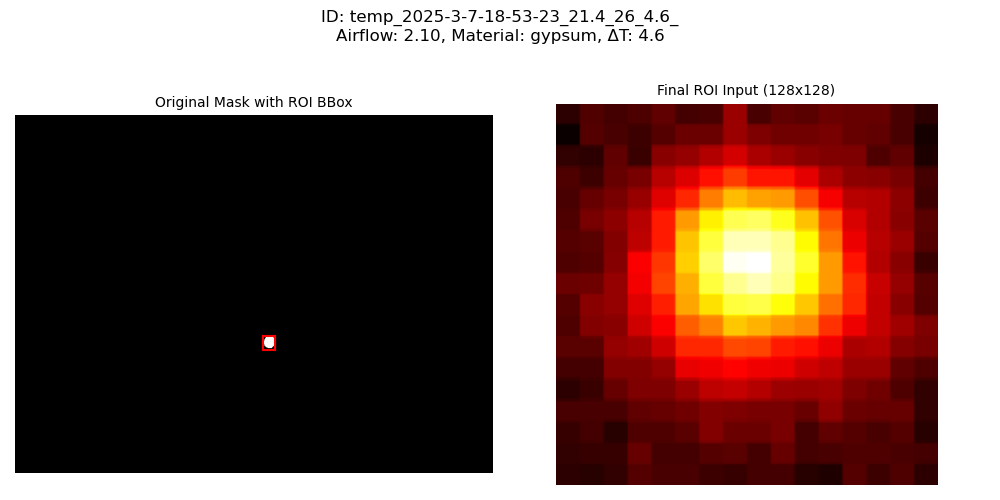 ID: temp_2025-3-7-18-53-23_21.4_26_4.6_
Airflow: 2.10, Material: gypsum, ΔT: 4.6
Original Mask with ROI BBox
Final ROI Input (128x128)